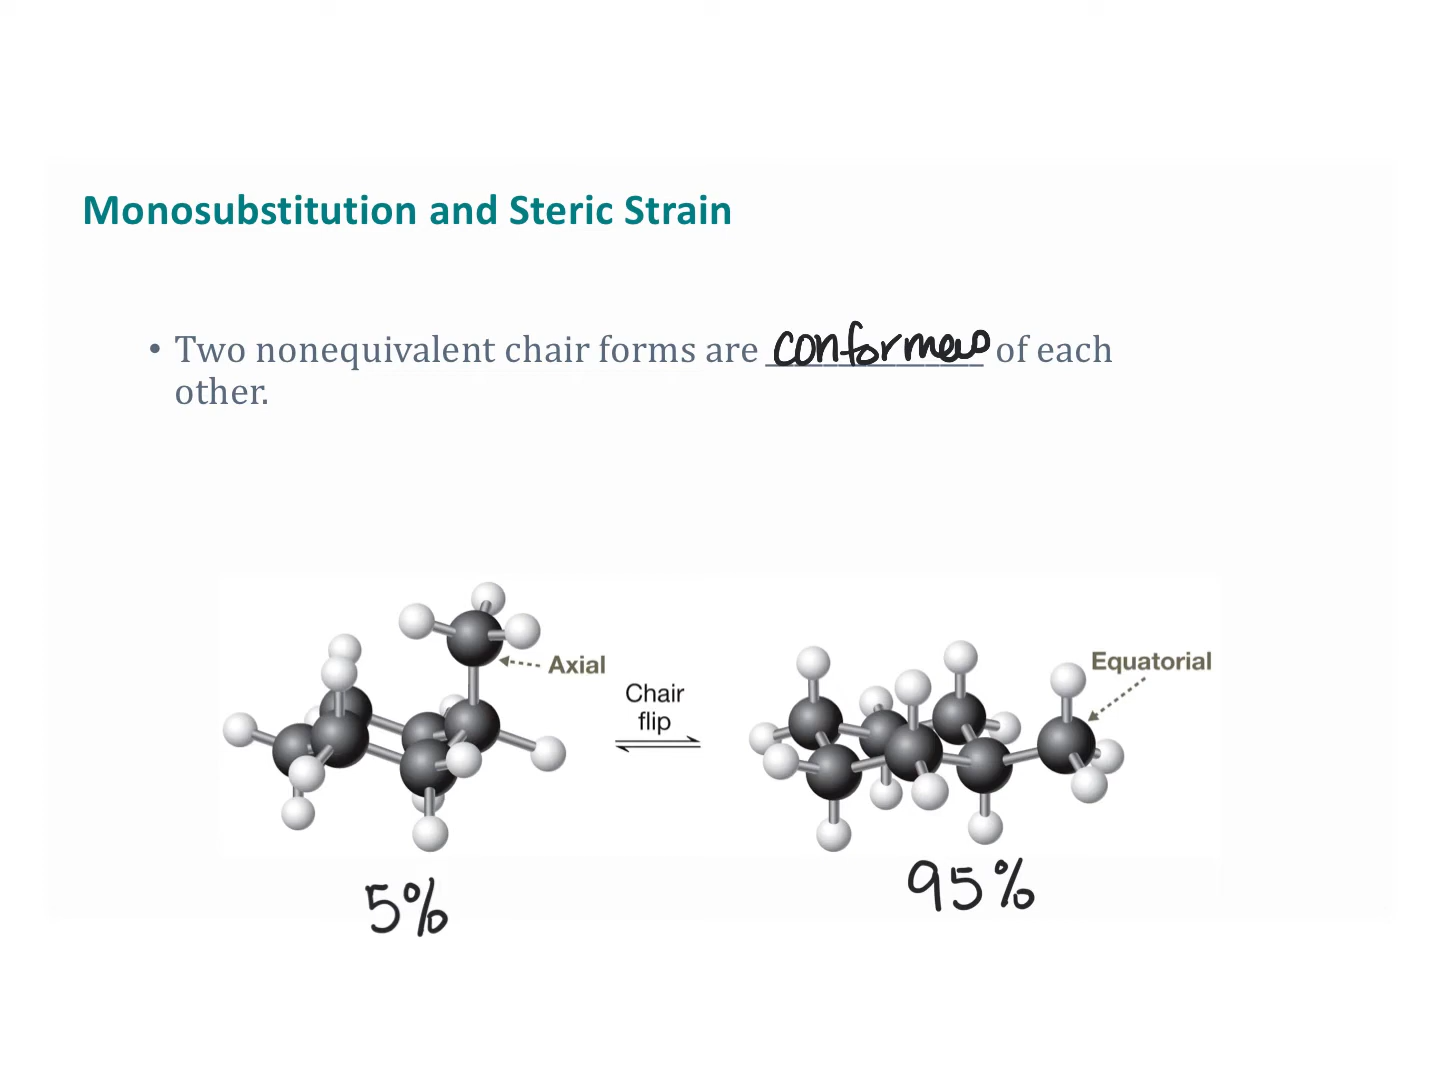 Monosubstitution and Steric Strain
• Two nonequivalent chair forms are conformers of each
other.
Axial
Chair
flip
Equatorial
5%
95%